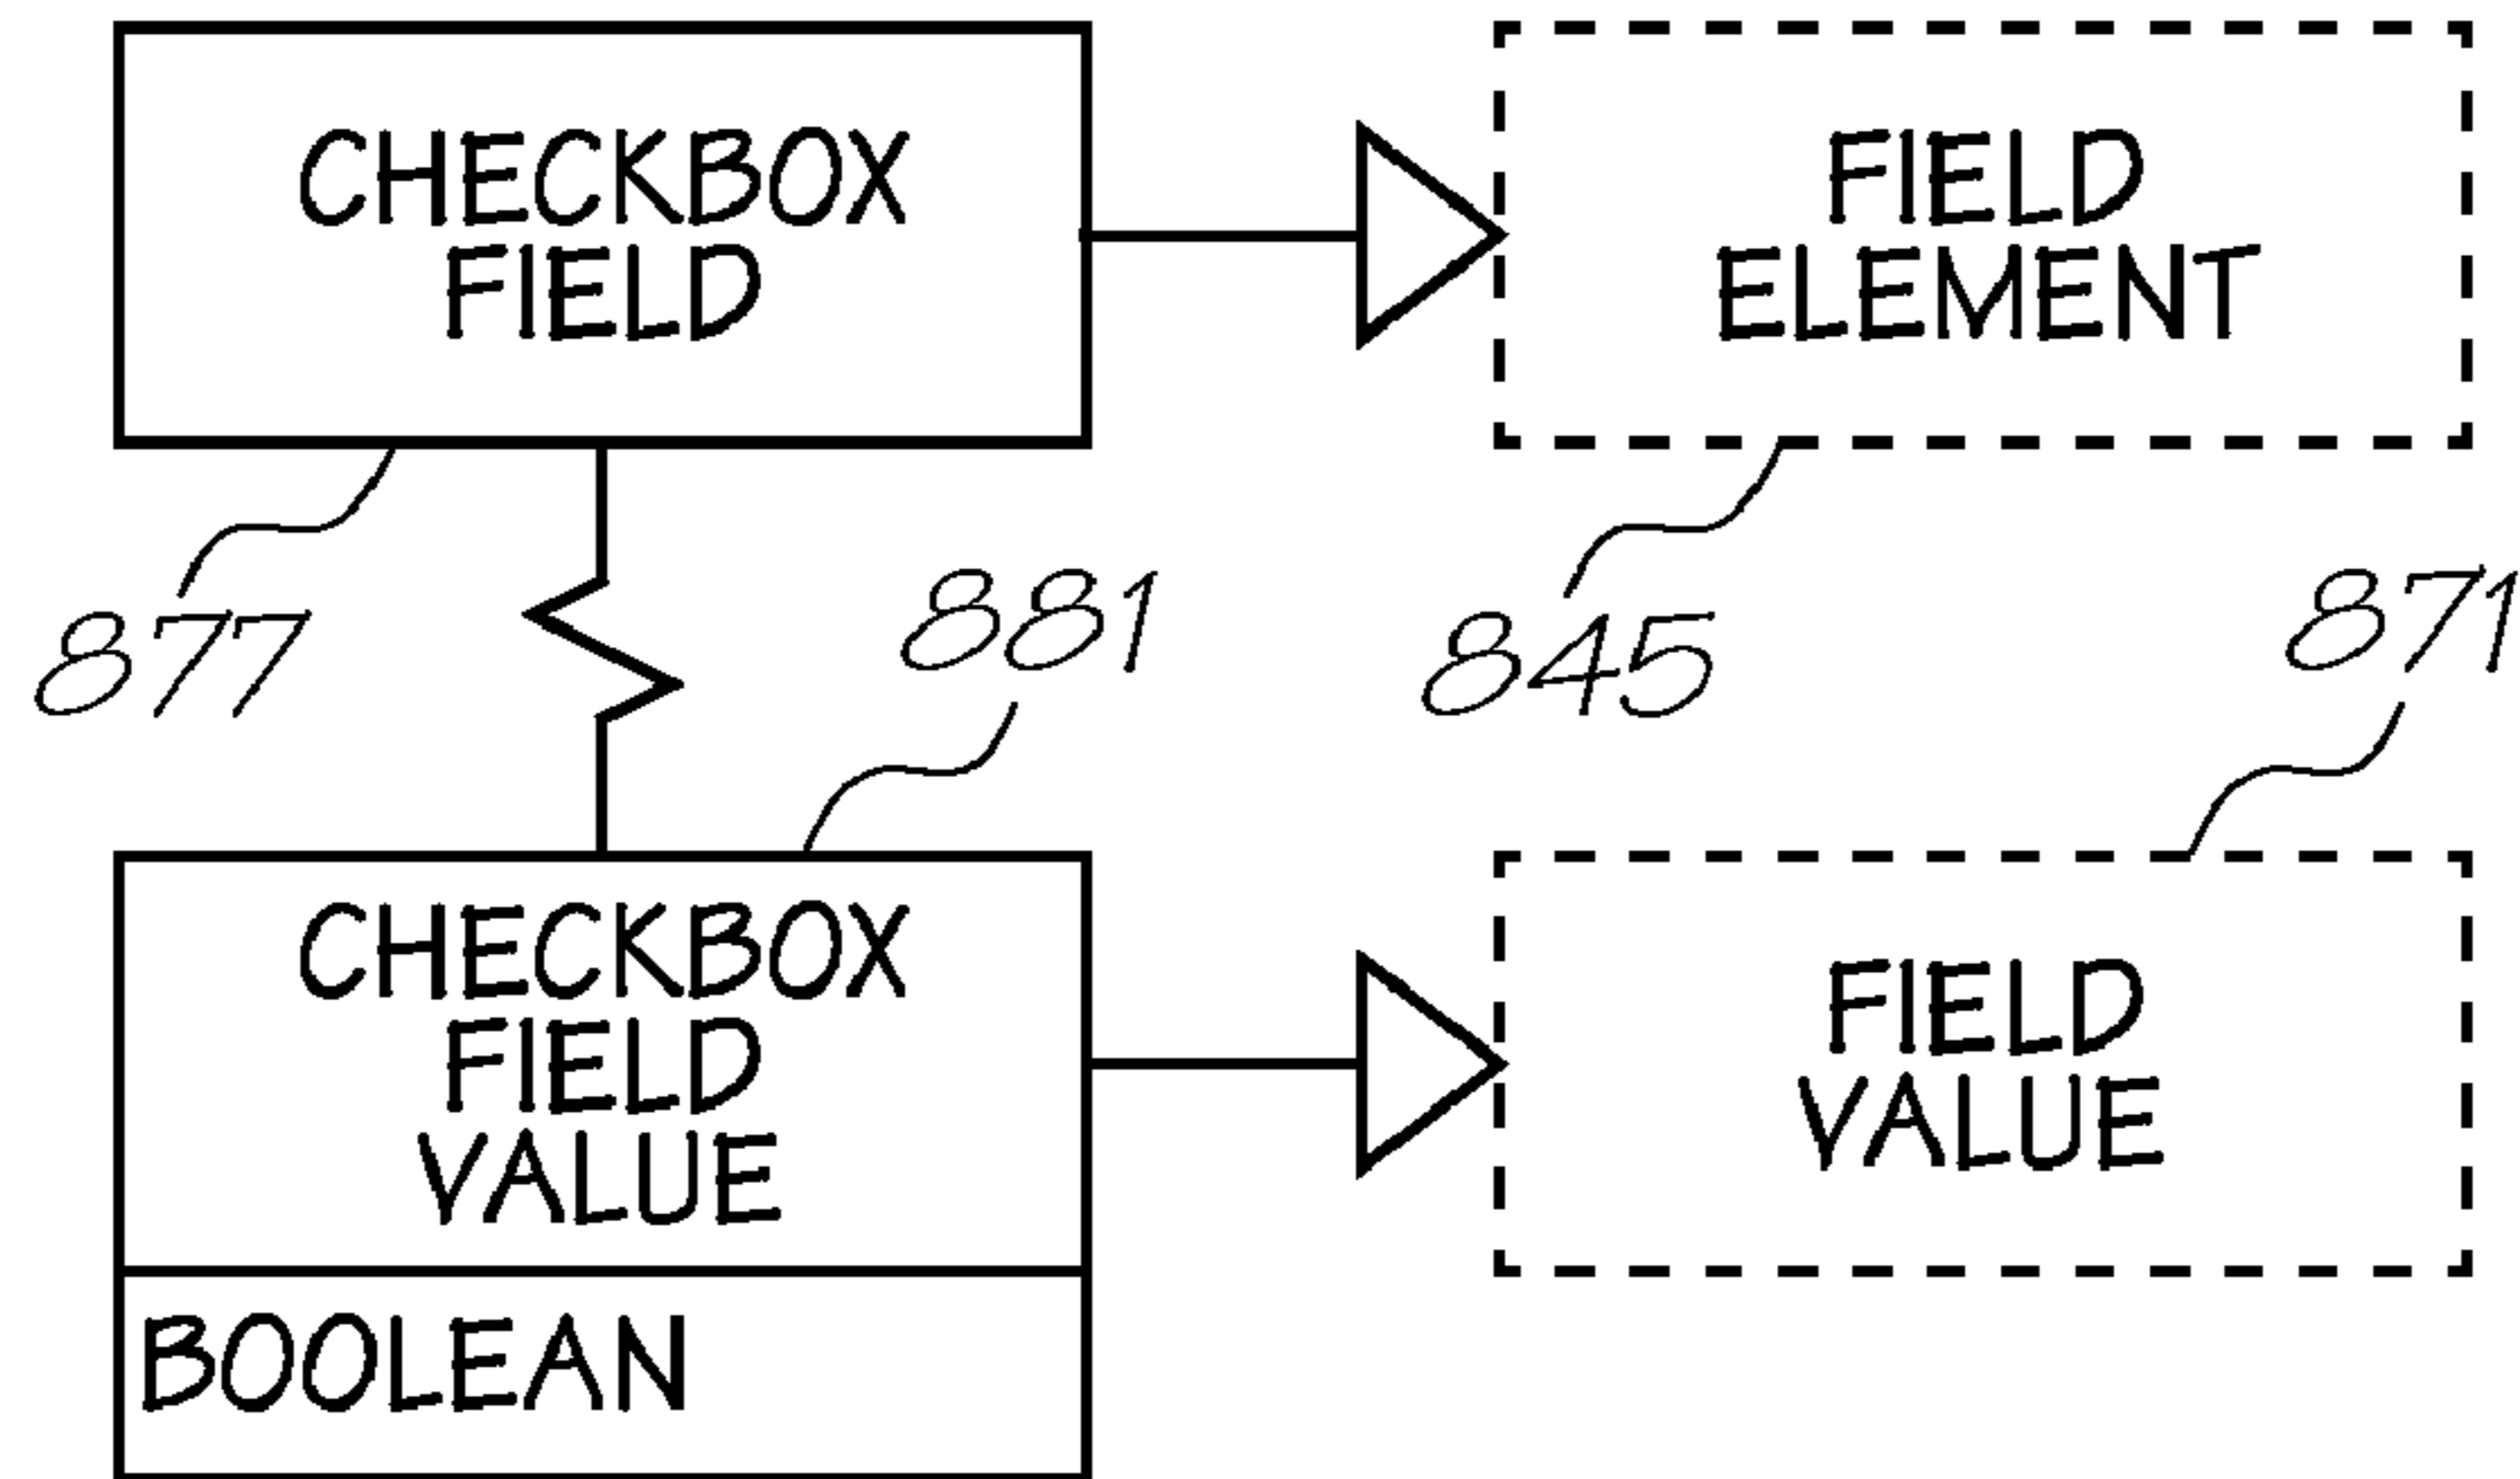 CHECKBOX
FIELD
FIELD
ELEMENT
877
881
845
871
CHECKBOX
FIELD
VALUE
BOOLEAN
FIELD
VALUE